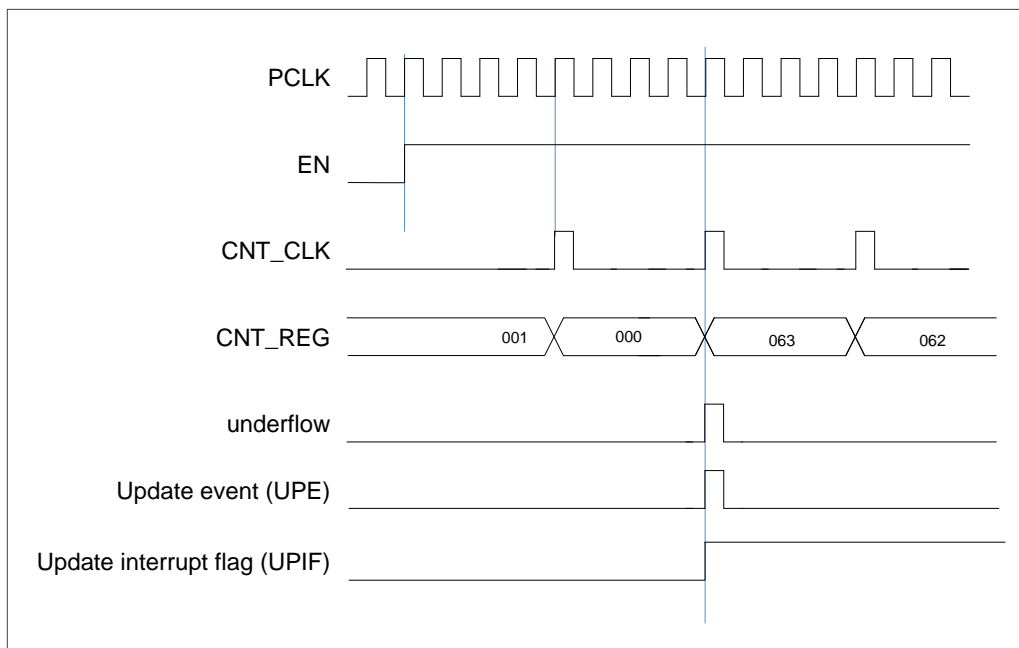 PCLK
EN
CNT_CLK
CNT_REG 001 000 063 062
underflow
Update event (UPE)
Update interrupt flag (UPIF)